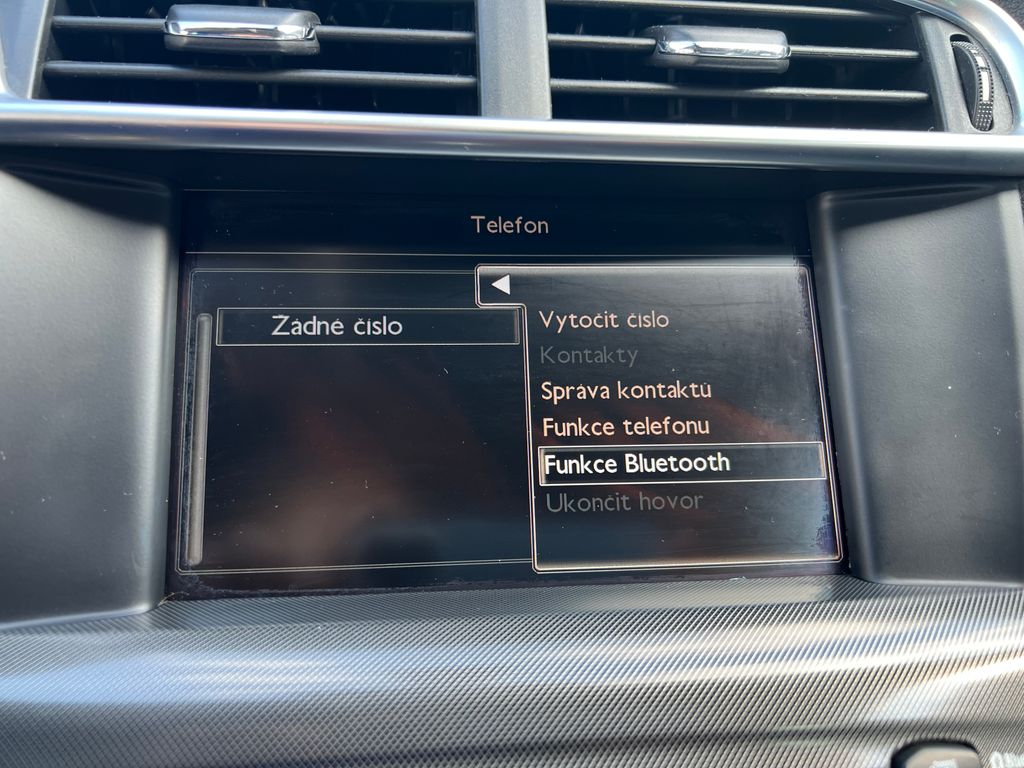 Telefon
Žádné číslo
Vytočit číslo
Kontakty
Správa kontaktů
Funkce telefonu
Funkce Bluetooth
Ukončit hovor